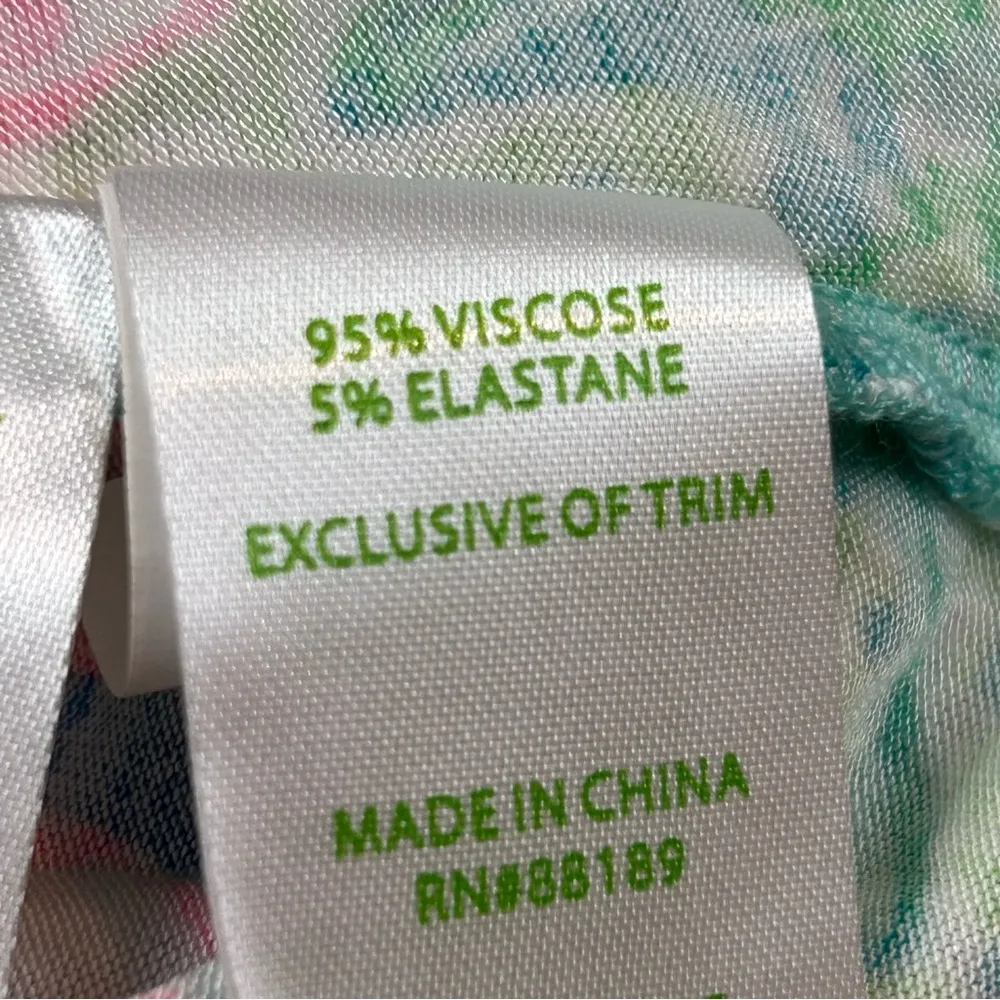 95% VISCOSE
5% ELASTANE
EXCLUSIVE OF TRIM
MADE IN CHINA
RN#88189